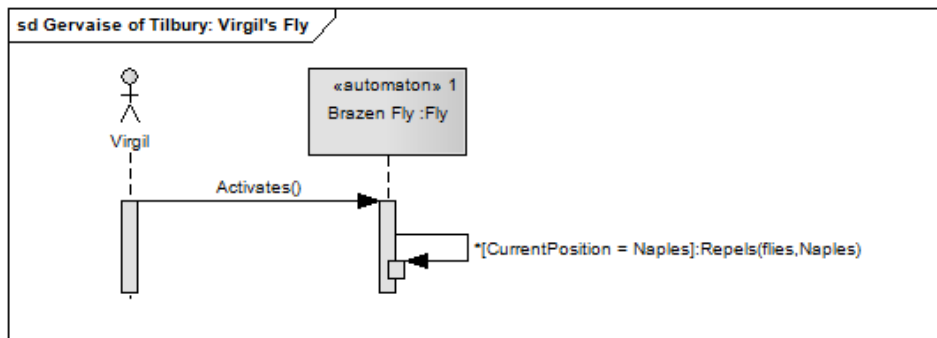 sd Gervaise of Tilbury: Virgil's Fly
«automaton» 1
Brazen Fly :Fly
Virgil
Activates()
*[CurrentPosition = Naples]:Repels(flies,Naples)